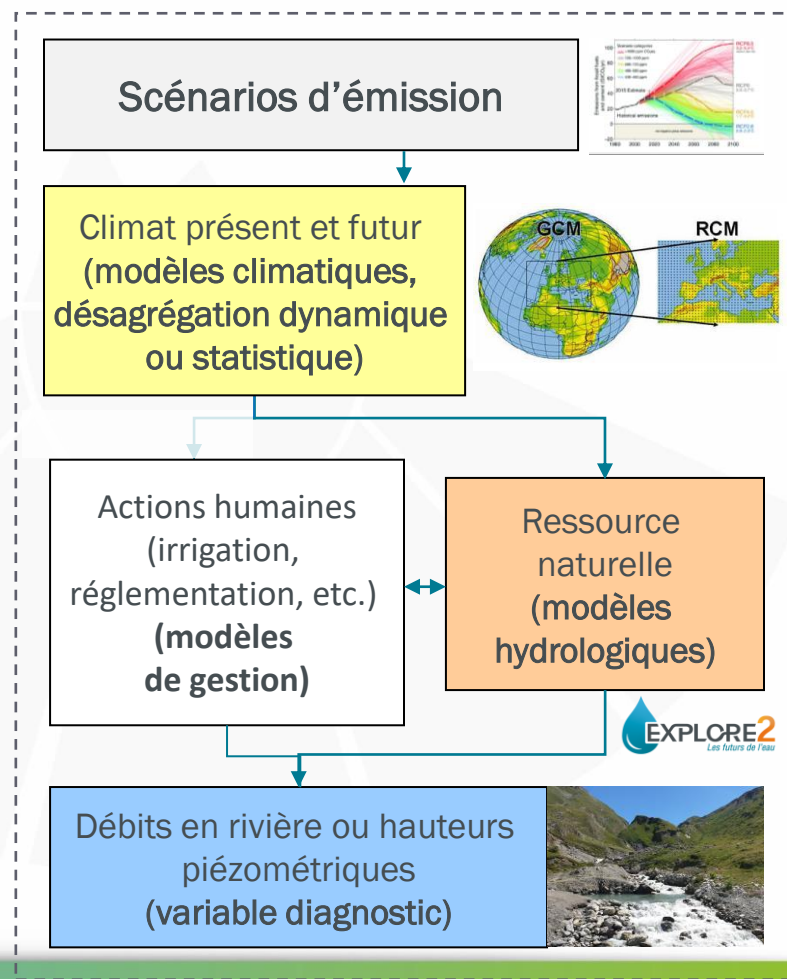 Scénarios d'émission
Climat présent et futur
(modèles climatiques,
désagrégation dynamique
ou statistique)
GCM
RCM
Actions humaines
(irrigation,
réglementation, etc.)
(modèles
de gestion)
Ressource
naturelle
(modèles
hydrologiques)
EXPLORE2
Les futurs de l'eau
Débits en rivière ou hauteurs
piézométriques
(variable diagnostic)